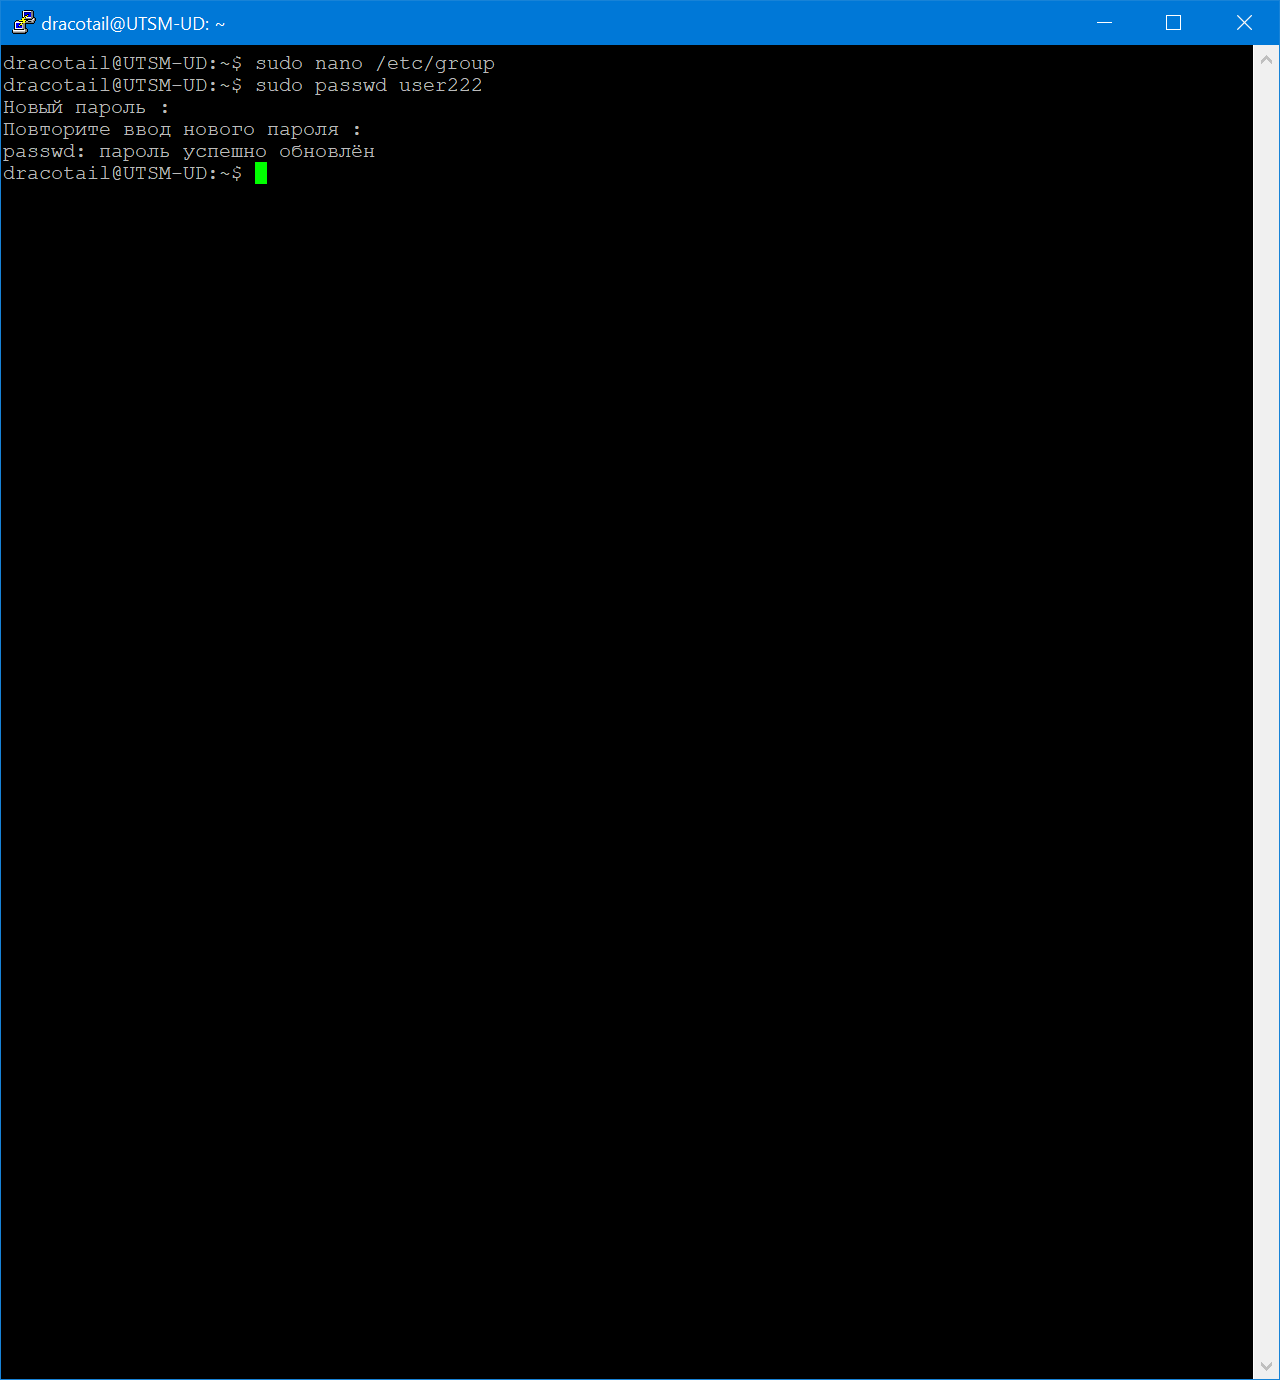 dracotail@UTSM-UD: ~
dracotail@UTSM-UD:~$ sudo nano /etc/group
dracotail@UTSM-UD:~$ sudo passwd user222
Новый пароль :
Повторите ввод нового пароля :
passwd: пароль успешно обновлён
dracotail@UTSM-UD:~$